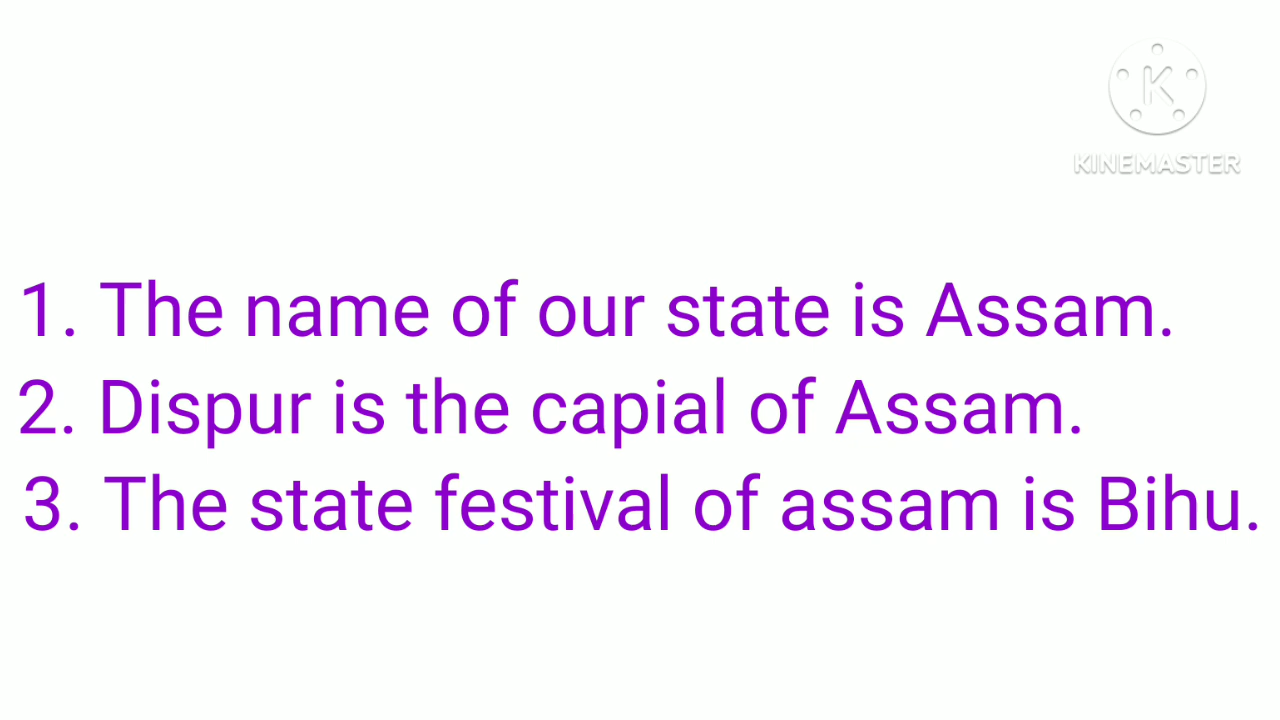 K
KINEMASTER
1. The name of our state is Assam.
2. Dispur is the capial of Assam.
3. The state festival of assam is Bihu.